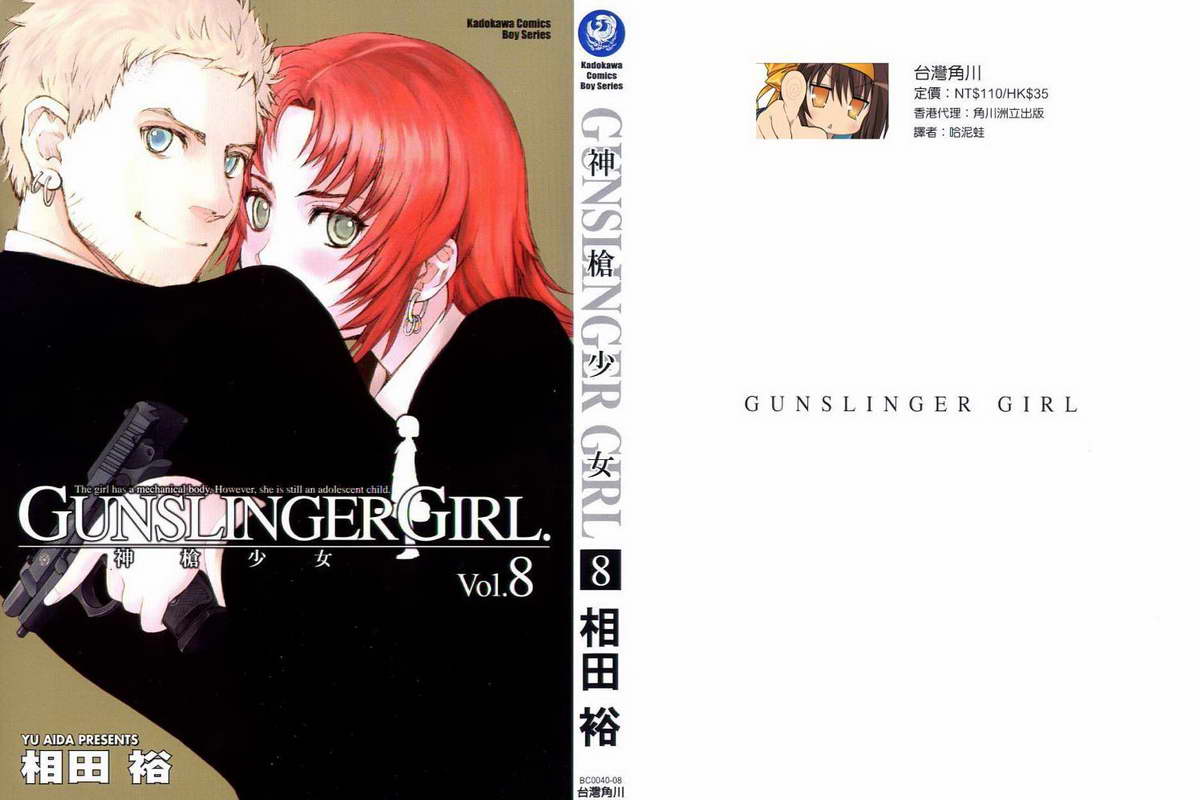 Kadokawa Comics
Boy Series
The girl has a mechanical body. However, she is still an adolescent child.
GUNSLINGER GIRL.
神槍少女
Vol.8
YU AIDA PRESENTS
相田 裕
Kadokawa
Comics
Boy Series
GUNSLINGER GIRL
神槍少女
8
相田 裕
BC0040-08
台灣角川
台灣角川
定價：NT$110/HK$35
香港代理：角川洲立出版
譯者：哈泥蛙
GUNSLINGER GIRL